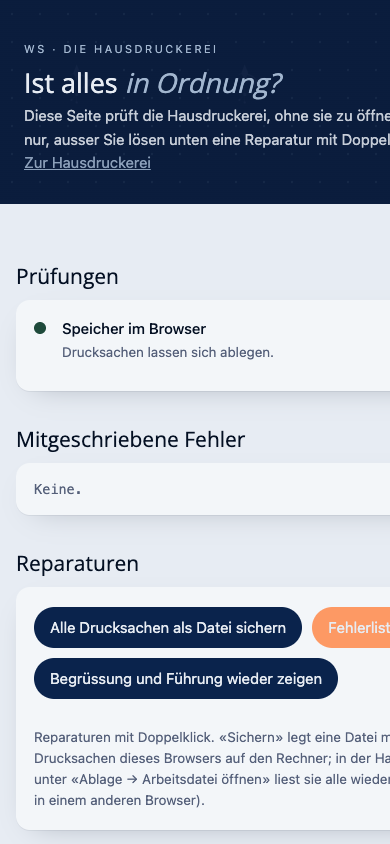 WS · DIE HAUSDRUCKEREI
Ist alles in Ordnung?
Diese Seite prüft die Hausdruckerei, ohne sie zu öffne
nur, ausser Sie lösen unten eine Reparatur mit Doppel
Zur Hausdruckerei
Prüfungen
Speicher im Browser
Drucksachen lassen sich ablegen.
Mitgeschriebene Fehler
Keine.
Reparaturen
Alle Drucksachen als Datei sichern
Fehlerlist
Begrüssung und Führung wieder zeigen
Reparaturen mit Doppelklick. «Sichern» legt eine Datei m
Drucksachen dieses Browsers auf den Rechner; in der Ha
unter «Ablage → Arbeitsdatei öffnen» liest sie alle wieder
in einem anderen Browser).